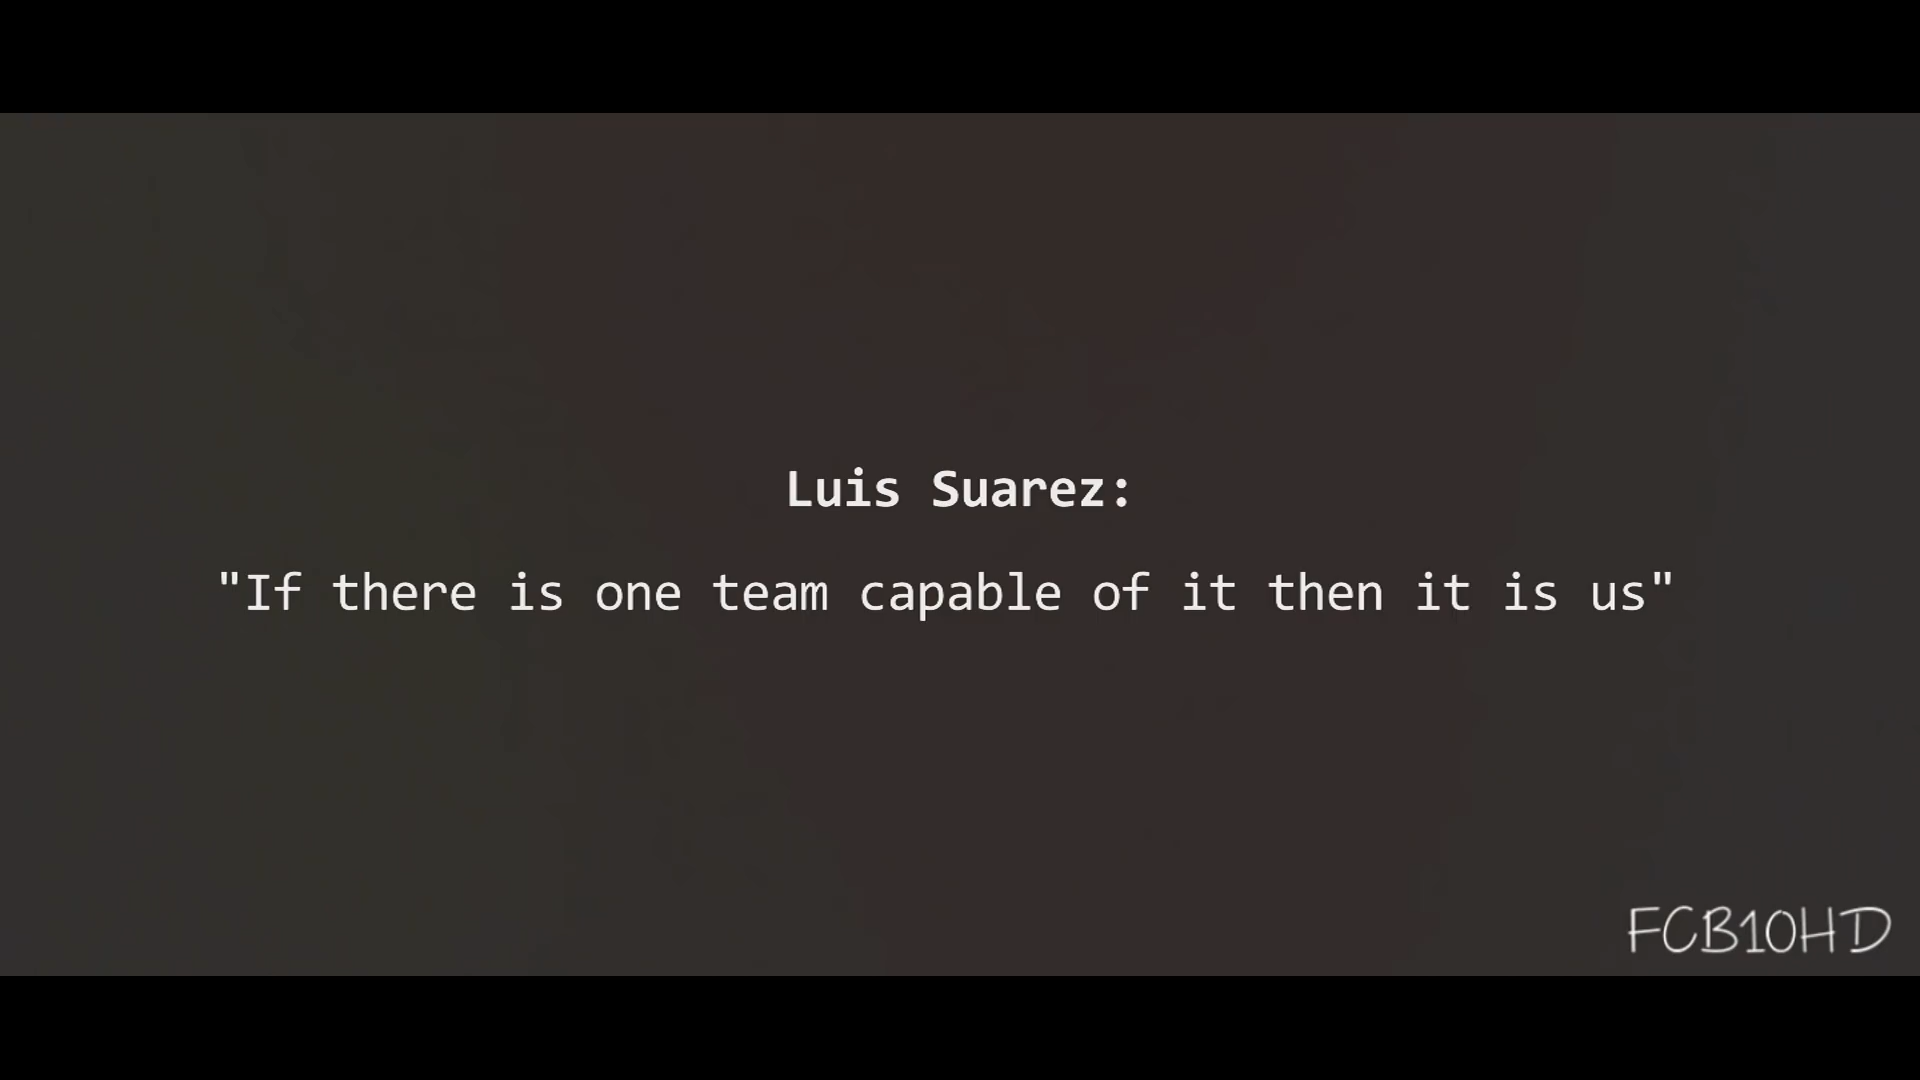 Luis Suarez:
"If there is one team capable of it then it is us"
FCB10HD